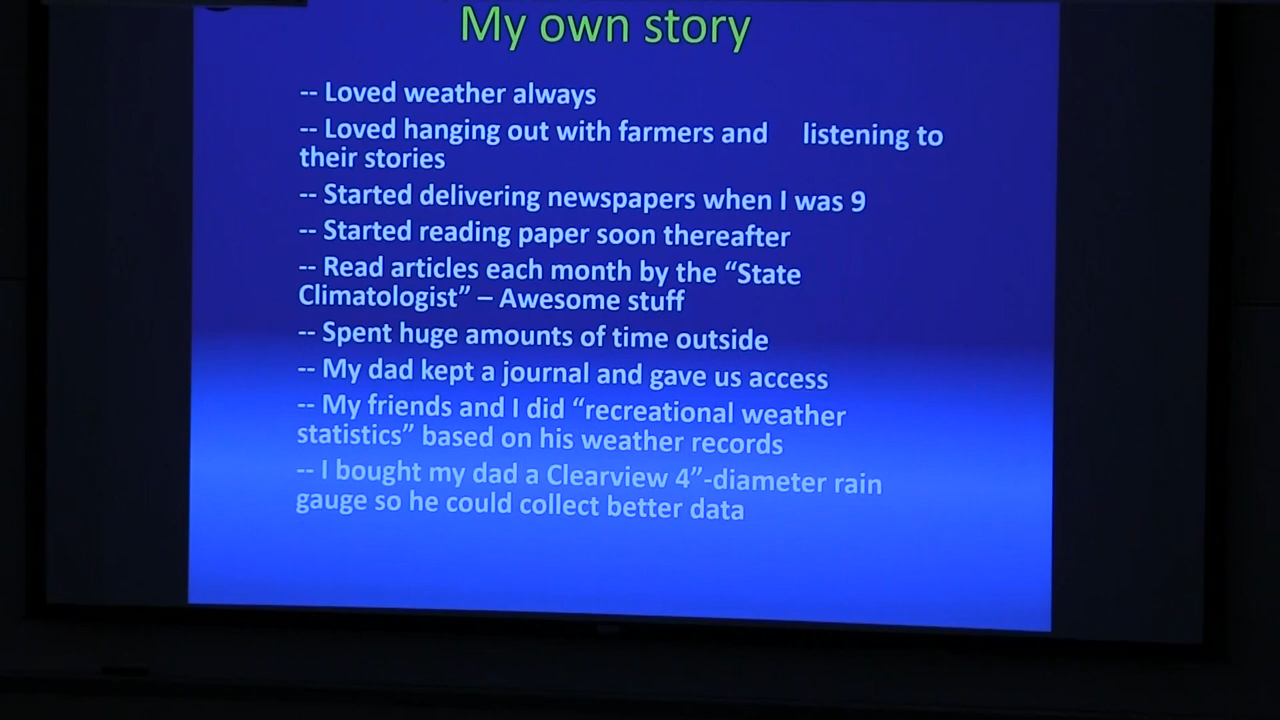 My own story
-- Loved weather always
-- Loved hanging out with farmers and listening to
their stories
-- Started delivering newspapers when I was 9
-- Started reading paper soon thereafter
-- Read articles each month by the “State
Climatologist” – Awesome stuff
-- Spent huge amounts of time outside
-- My dad kept a journal and gave us access
-- My friends and I did “recreational weather
statistics” based on his weather records
-- I bought my dad a Clearview 4”-diameter rain
gauge so he could collect better data